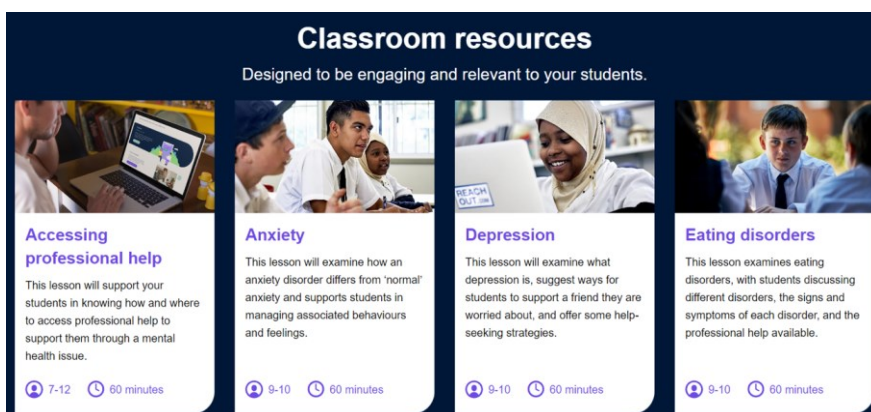 Classroom resources
Designed to be engaging and relevant to your students.
REACH
OUT.COM
Accessing
professional help
This lesson will support your
students in knowing how and where
to access professional help to
support them through a mental
health issue.
7-12
60 minutes
Anxiety
This lesson will examine how an
anxiety disorder differs from ‘normal’
anxiety and supports students in
managing associated behaviours
and feelings.
9-10
60 minutes
Depression
This lesson will examine what
depression is, suggest ways for
students to support a friend they are
worried about, and offer some help-
seeking strategies.
9-10
60 minutes
Eating disorders
This lesson examines eating
disorders, with students discussing
different disorders, the signs and
symptoms of each disorder, and the
professional help available.
9-10
60 minutes